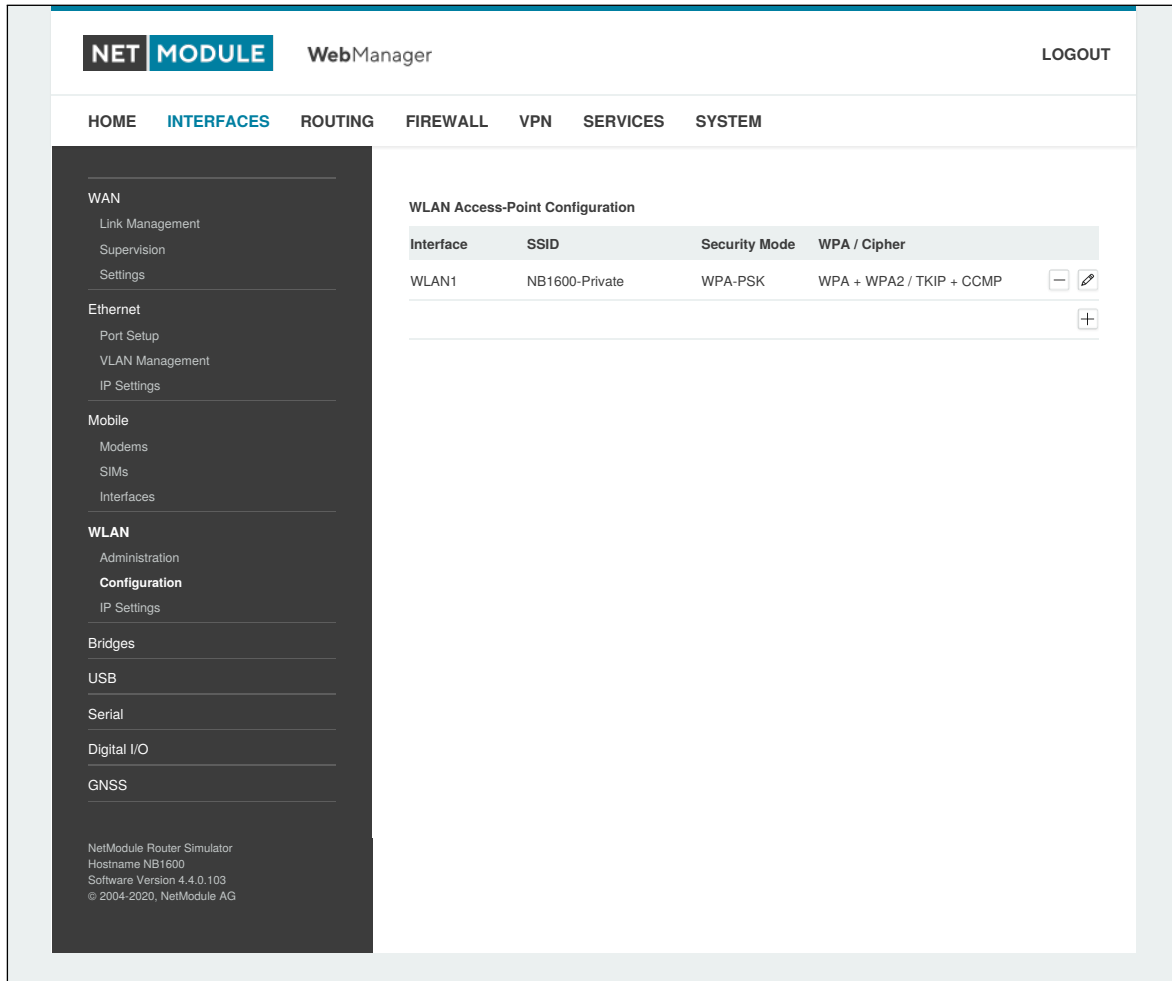 NET MODULE WebManager LOGOUT
HOME INTERFACES ROUTING FIREWALL VPN SERVICES SYSTEM
WAN
Link Management
Supervision
Settings
Ethernet
Port Setup
VLAN Management
IP Settings
Mobile
Modems
SIMs
Interfaces
WLAN
Administration
Configuration
IP Settings
Bridges
USB
Serial
Digital I/O
GNSS
NetModule Router Simulator
Hostname NB1600
Software Version 4.4.0.103
© 2004-2020, NetModule AG
WLAN Access-Point Configuration
Interface SSID Security Mode WPA / Cipher
WLAN1 NB1600-Private WPA-PSK WPA + WPA2 / TKIP + CCMP